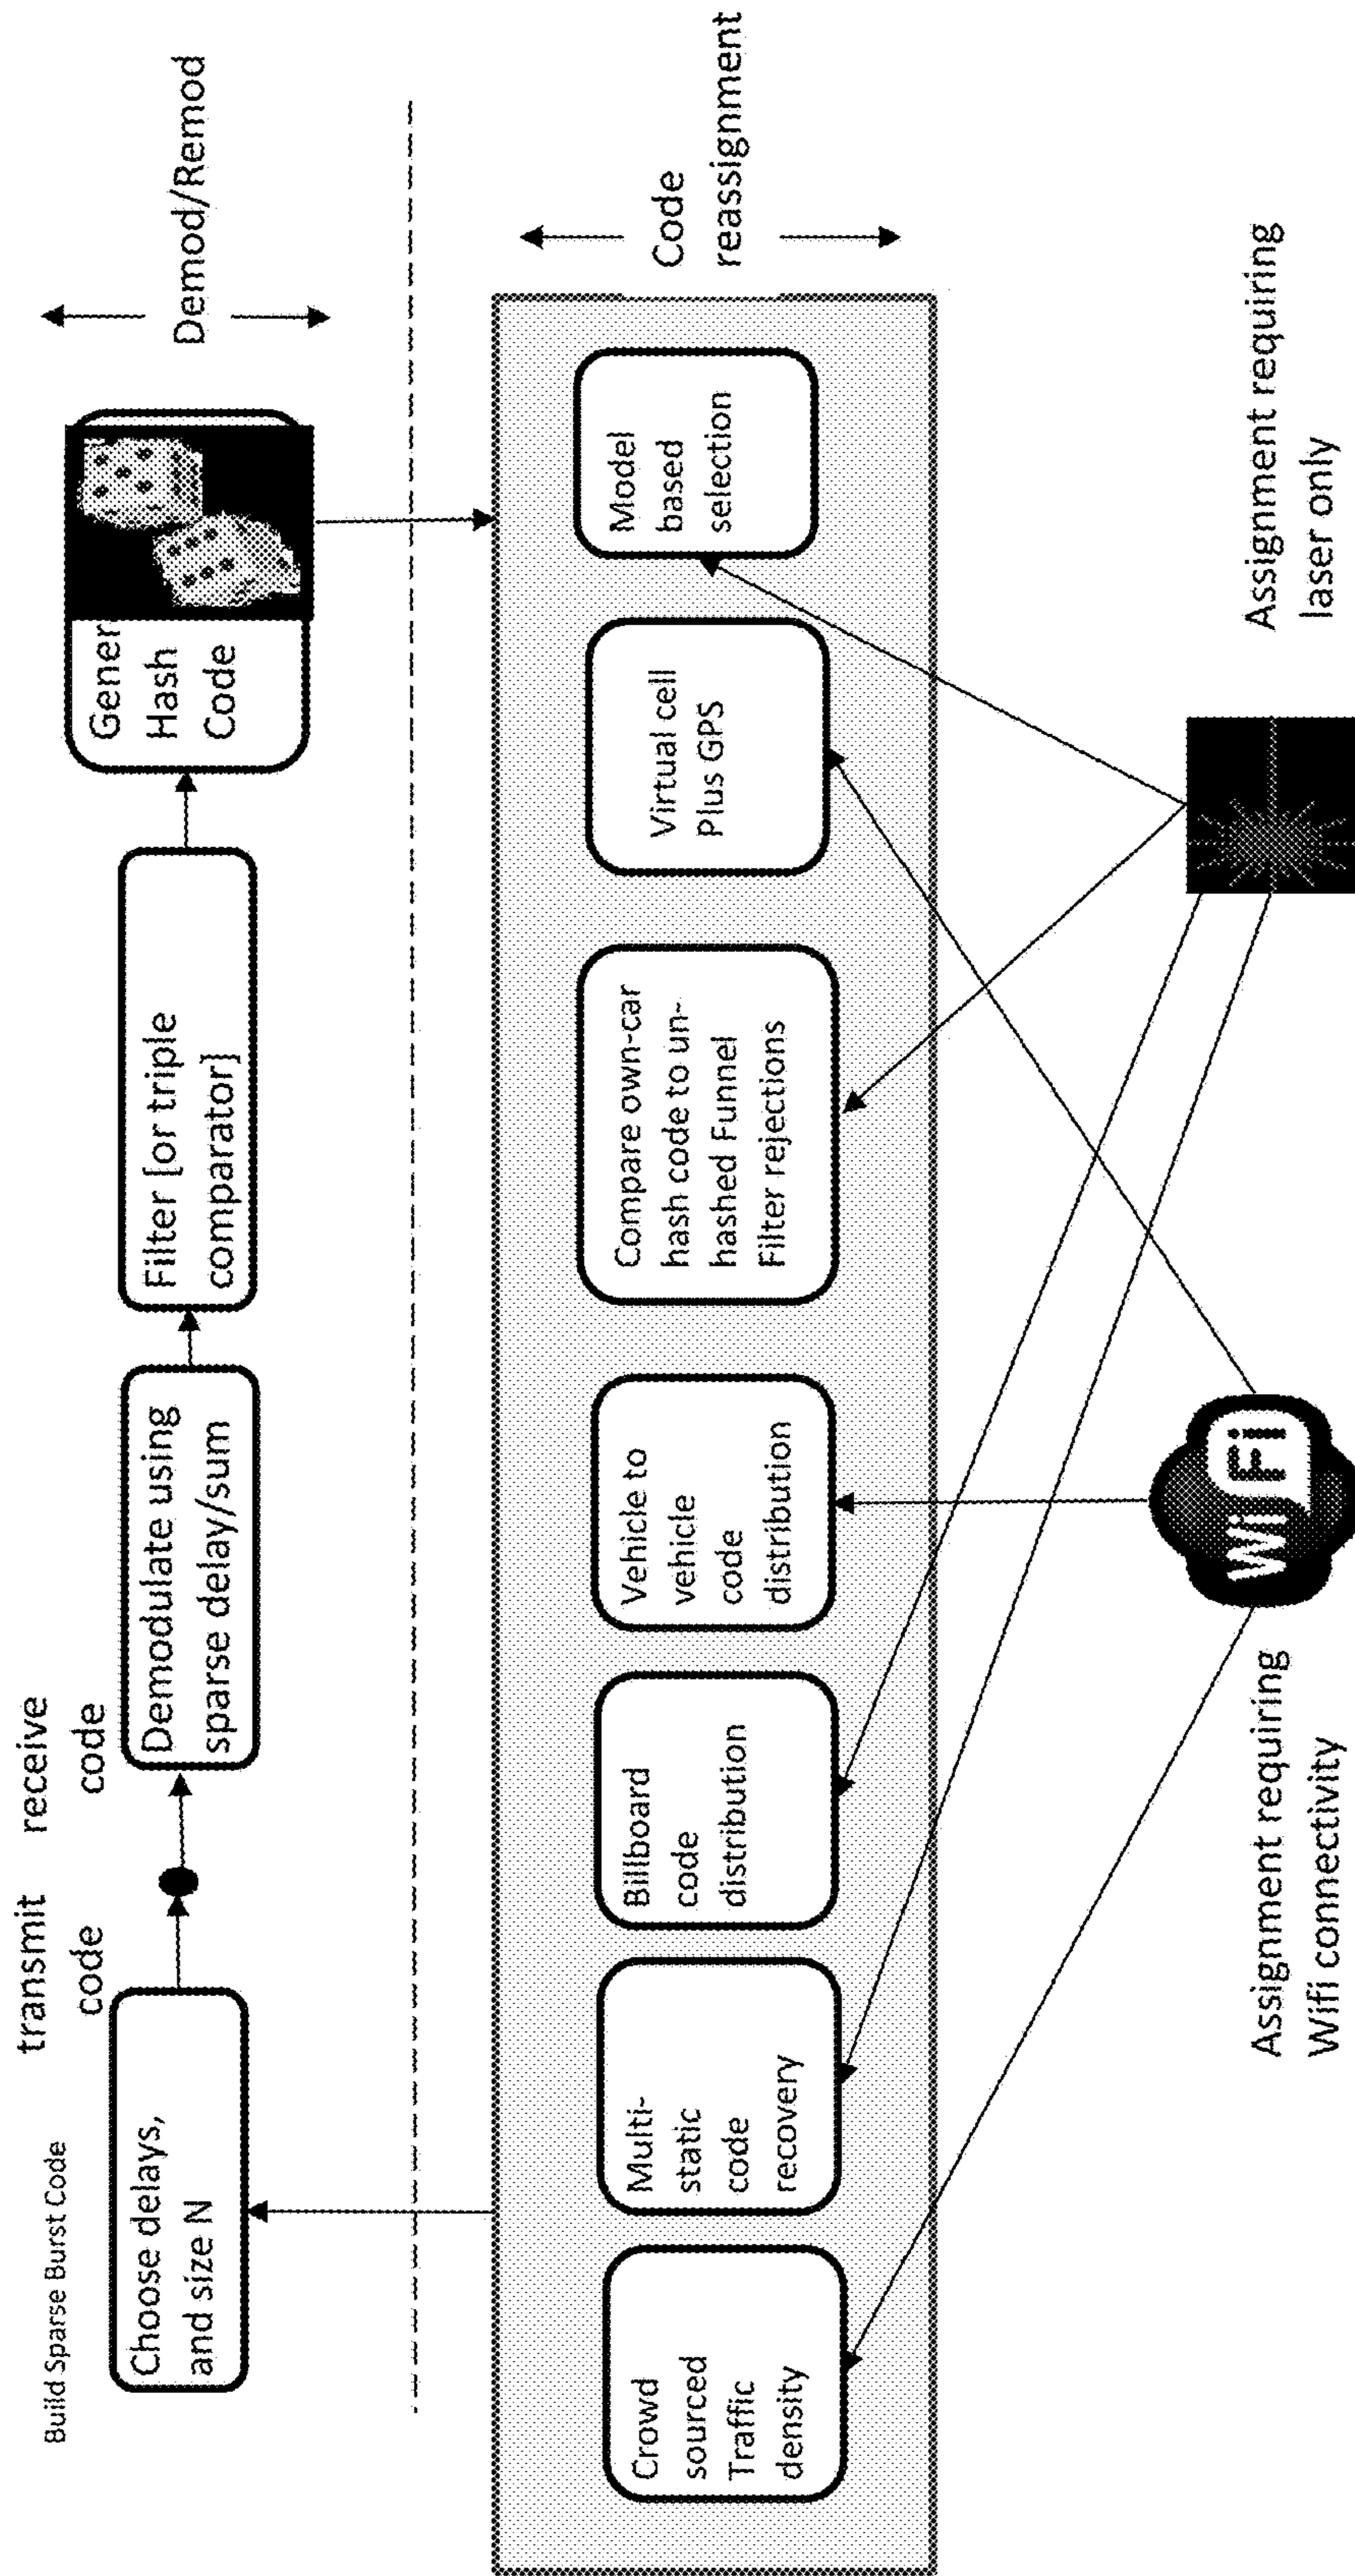 Build Sparse Burst Code
transmit
code
receive
code
Choose delays,
and size N
Demodulate using
sparse delay/sum
Filter [or triple
comparator]
Gener
Hash
Code
Demod/Remod
Crowd
sourced
Traffic
density
Multi-
static
code
recovery
Billboard
code
distribution
Vehicle to
vehicle
code
distribution
Compare own-car
hash code to un-
hashed Funnel
Filter rejections
Virtual cell
Plus GPS
Model
based
selection
Code
reassignment
Assignment requiring
Wifi connectivity
Wi Fi
Assignment requiring
laser only